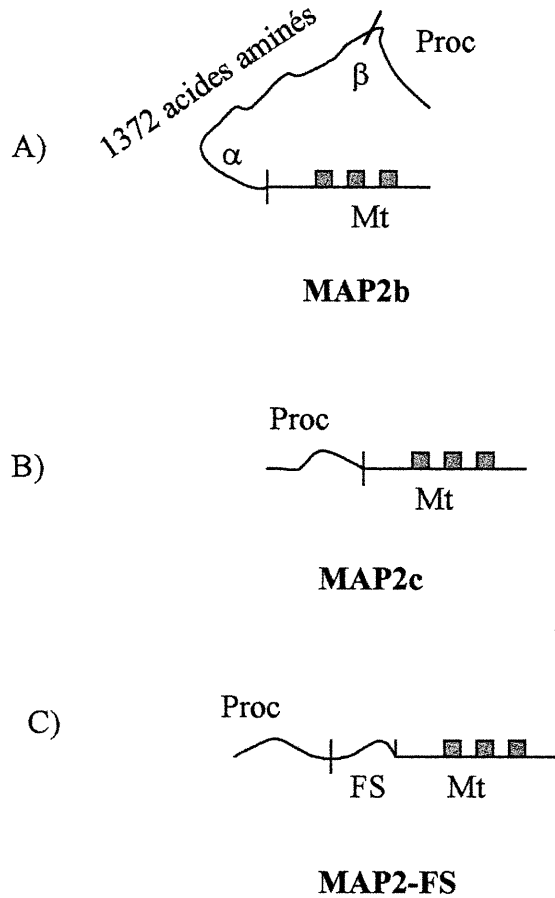 1372 acides aminés
Proc
β
A)
α
Mt
MAP2b
Proc
B)
Mt
MAP2c
C)
Proc
FS
Mt
MAP2-FS